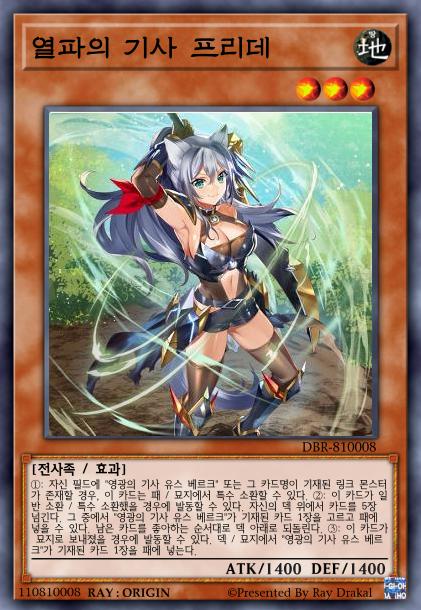 열파의 기사 프리데
땅
地
DBR-810008
[전사족 / 효과]
①: 자신 필드에 "영광의 기사 유스 베르크" 또는 그 카드명이 기재된 링크 몬스터
가 존재할 경우, 이 카드는 패 / 묘지에서 특수 소환할 수 있다. ②: 이 카드가 일
반 소환 / 특수 소환했을 경우에 발동할 수 있다. 자신의 덱 위에서 카드를 5장
넘긴다. 그 중에서 "영광의 기사 유스 베르크"가 기재된 카드 1장을 고르고 패에
넣을 수 있다. 남은 카드를 좋아하는 순서대로 덱 아래로 되돌린다. ③: 이 카드가
묘지로 보내졌을 경우에 발동할 수 있다. 덱 / 묘지에서 "영광의 기사 유스 베르
크"가 기재된 카드 1장을 패에 넣는다.
ATK/1400 DEF/1400
110810008 RAY : ORIGIN ©Presented By Ray Drakal